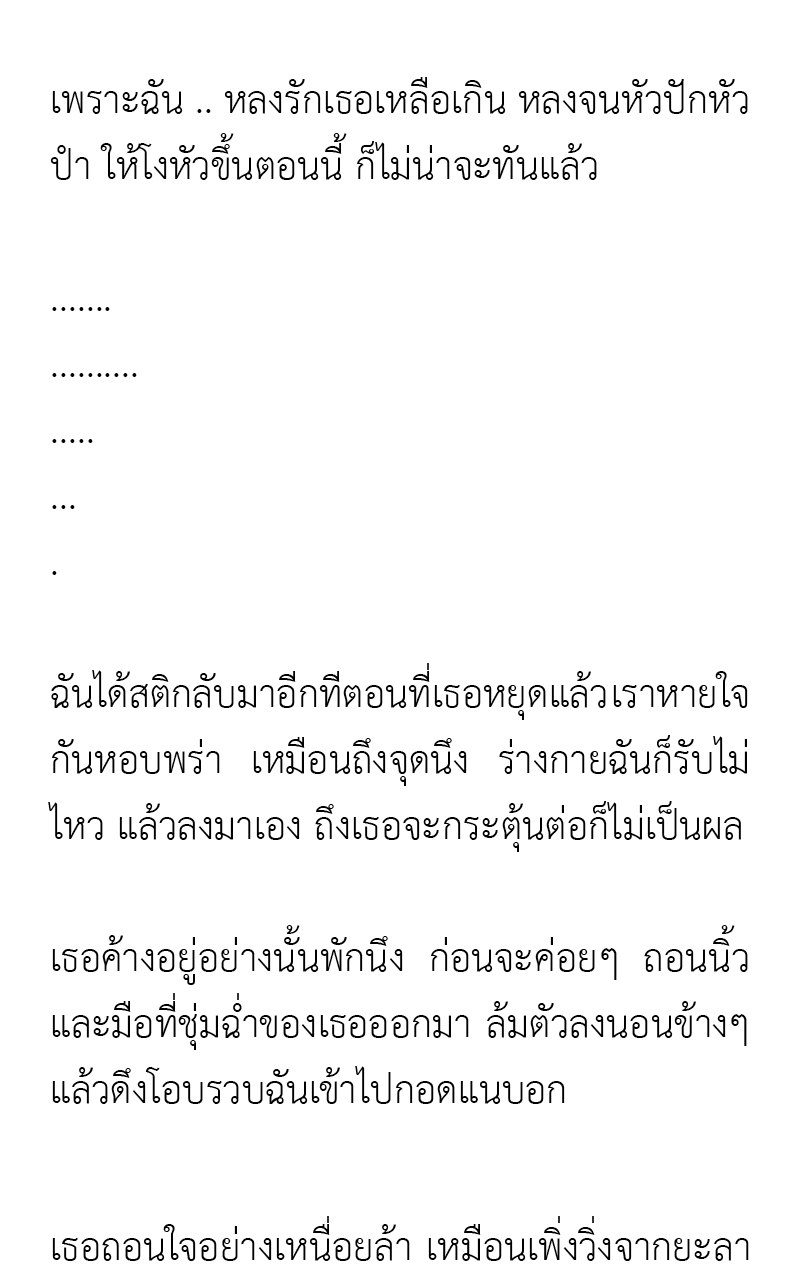 เพราะฉัน .. หลงรักเธอเหลือเกิน หลงจนหัวปักหัว
ปำ ให้โงหัวขึ้นตอนนี้ ก็ไม่น่าจะทันแล้ว
.......
..........
.....
...
.
ฉันได้สติกลับมาอีกทีตอนที่เธอหยุดแล้วเราหายใจ
กันหอบพร่า เหมือนถึงจุดนึง ร่างกายฉันก็รับไม่
ไหว แล้วลงมาเอง ถึงเธอจะกระตุ้นต่อก็ไม่เป็นผล
เธอค้างอยู่อย่างนั้นพักนึง ก่อนจะค่อยๆ ถอนนิ้ว
และมือที่ชุ่มฉ่ำของเธอออกมา ล้มตัวลงนอนข้างๆ
แล้วดึงโอบรวบฉันเข้าไปกอดแนบอก
เธอถอนใจอย่างเหนื่อยล้า เหมือนเพิ่งวิ่งจากยะลา